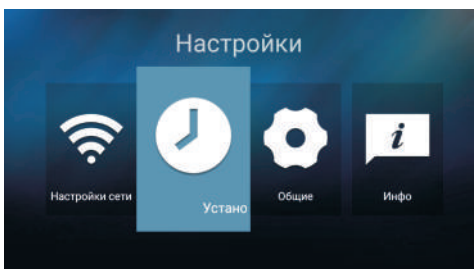 Настройки
Настройки сети
Устано
Общие
Инфо